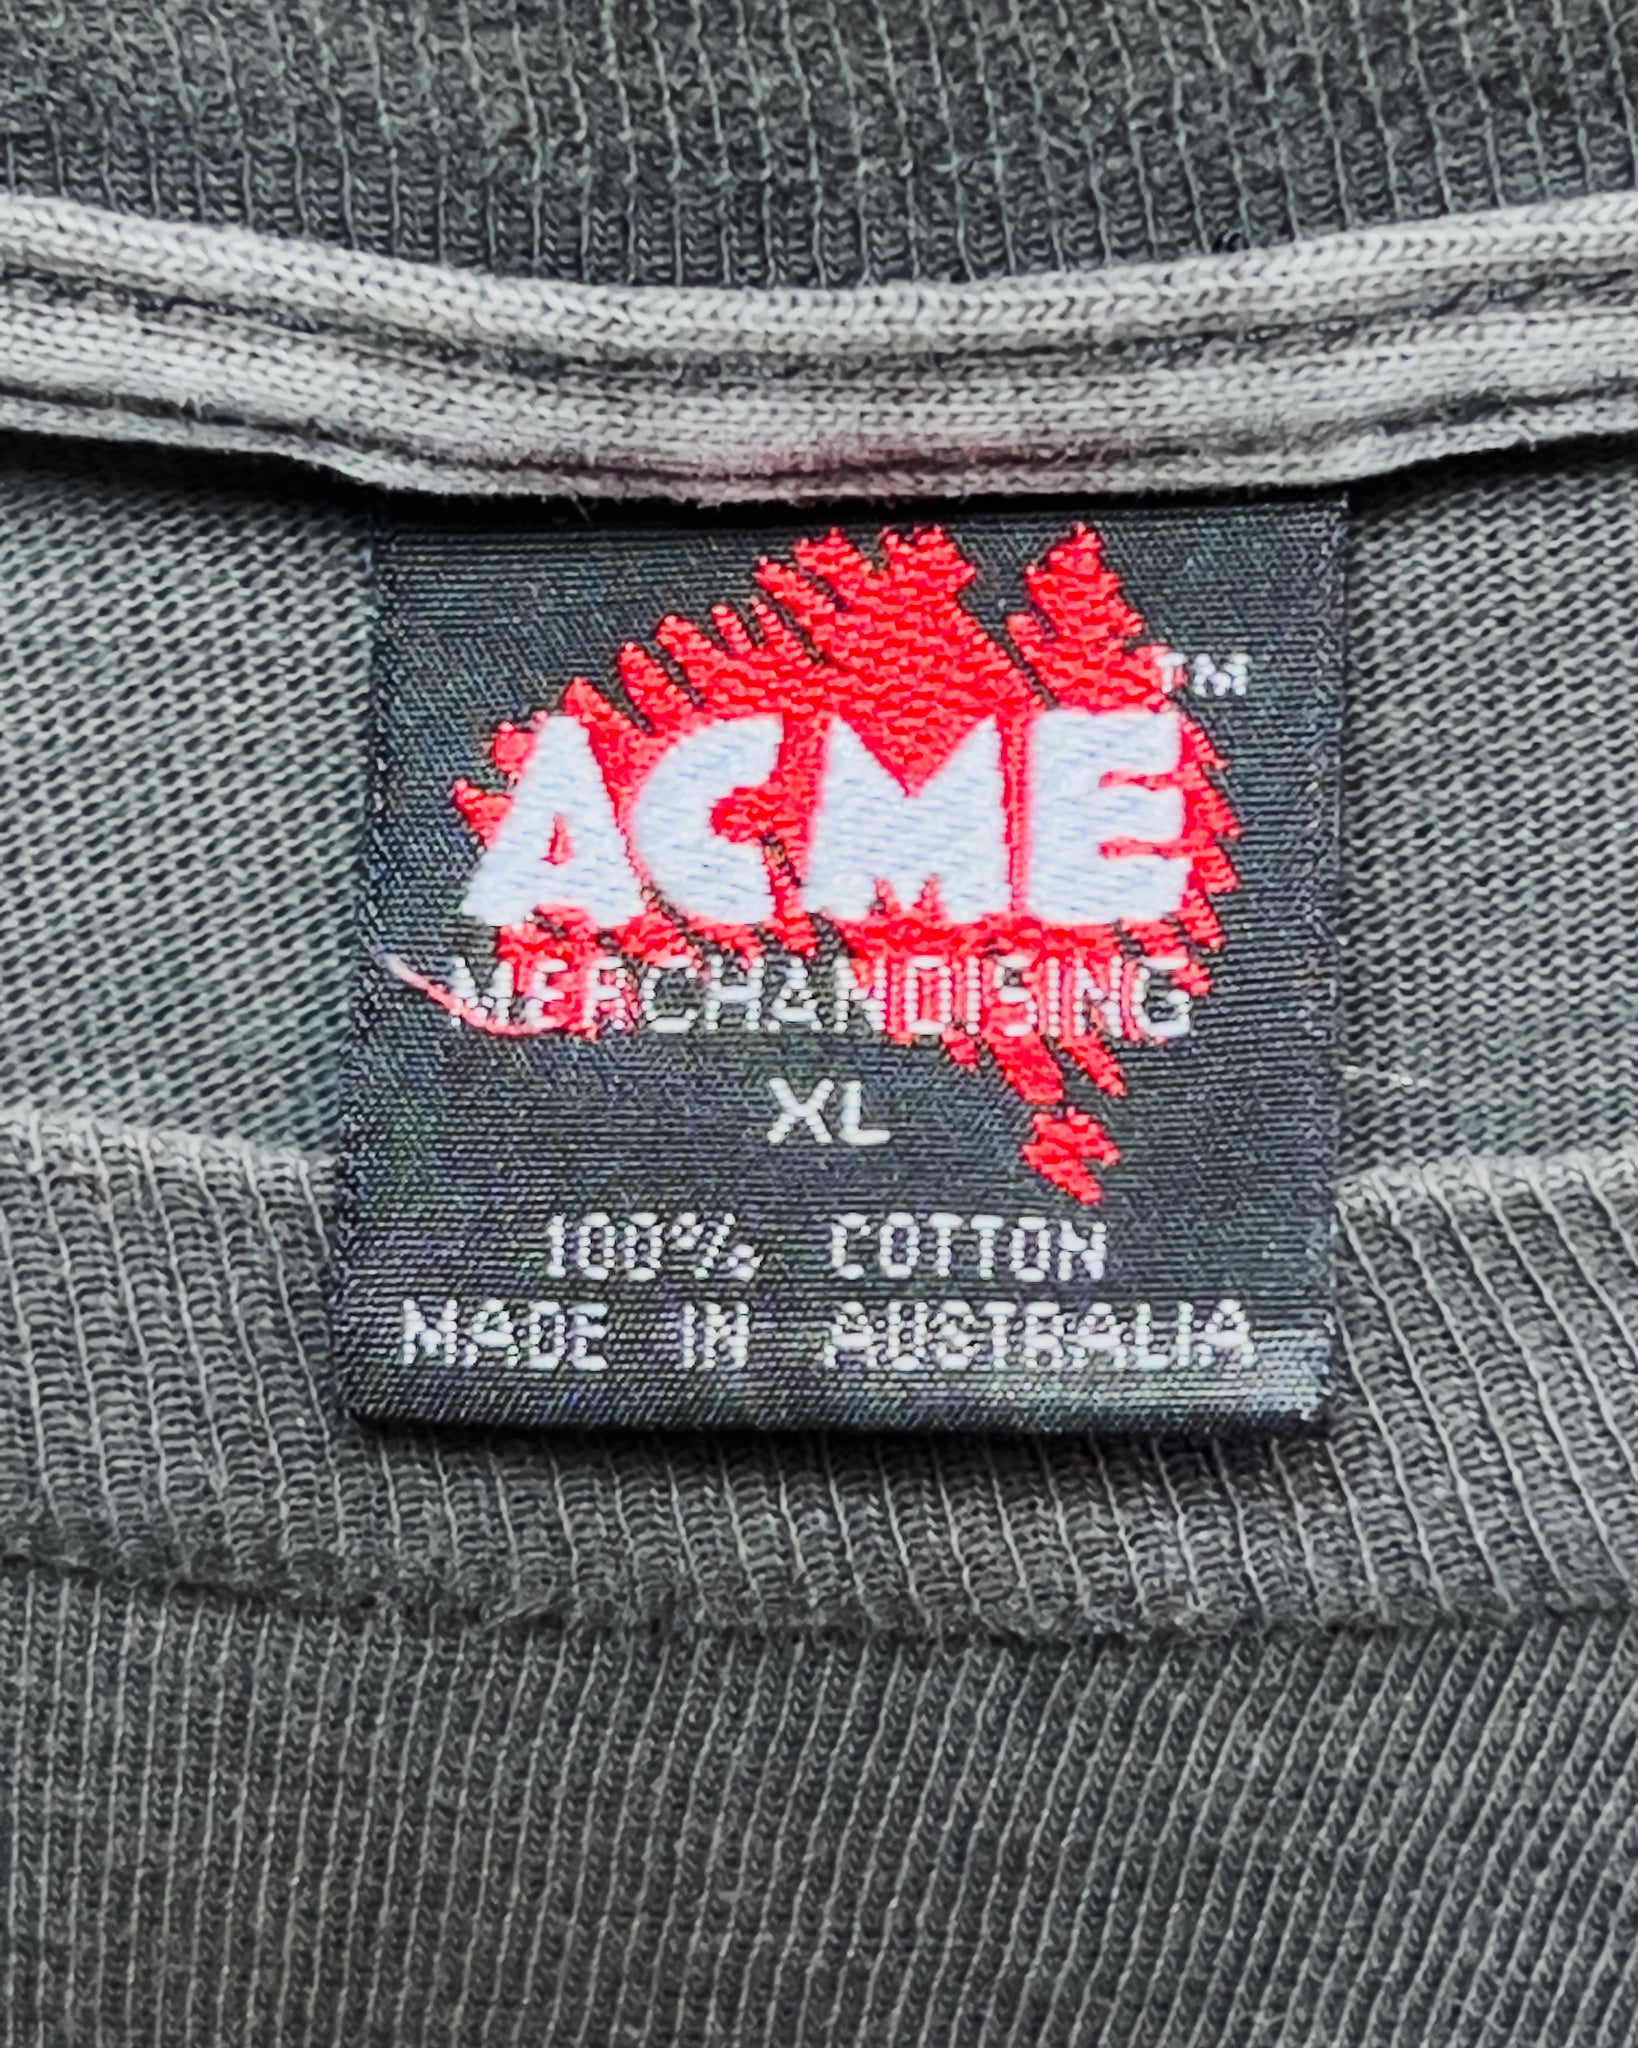 ACME™
MERCHANDISING
XL
100% COTTON
MADE IN AUSTRALIA